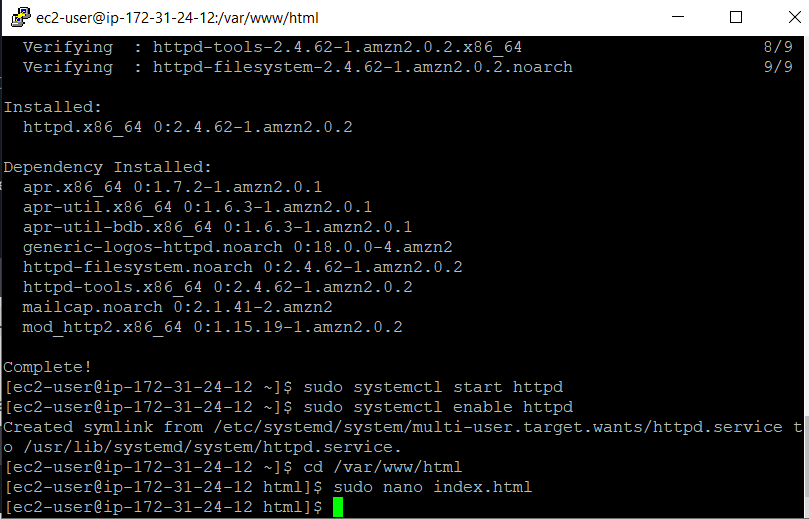 ec2-user@ip-172-31-24-12:/var/www/html
  Verifying  : httpd-tools-2.4.62-1.amzn2.0.2.x86_64                        8/9
  Verifying  : httpd-filesystem-2.4.62-1.amzn2.0.2.noarch                   9/9

Installed:
  httpd.x86_64 0:2.4.62-1.amzn2.0.2

Dependency Installed:
  apr.x86_64 0:1.7.2-1.amzn2.0.1
  apr-util.x86_64 0:1.6.3-1.amzn2.0.1
  apr-util-bdb.x86_64 0:1.6.3-1.amzn2.0.1
  generic-logos-httpd.noarch 0:18.0.0-4.amzn2
  httpd-filesystem.noarch 0:2.4.62-1.amzn2.0.2
  httpd-tools.x86_64 0:2.4.62-1.amzn2.0.2
  mailcap.noarch 0:2.1.41-2.amzn2
  mod_http2.x86_64 0:1.15.19-1.amzn2.0.2

Complete!
[ec2-user@ip-172-31-24-12 ~]$ sudo systemctl start httpd
[ec2-user@ip-172-31-24-12 ~]$ sudo systemctl enable httpd
Created symlink from /etc/systemd/system/multi-user.target.wants/httpd.service t
o /usr/lib/systemd/system/httpd.service.
[ec2-user@ip-172-31-24-12 ~]$ cd /var/www/html
[ec2-user@ip-172-31-24-12 html]$ sudo nano index.html
[ec2-user@ip-172-31-24-12 html]$